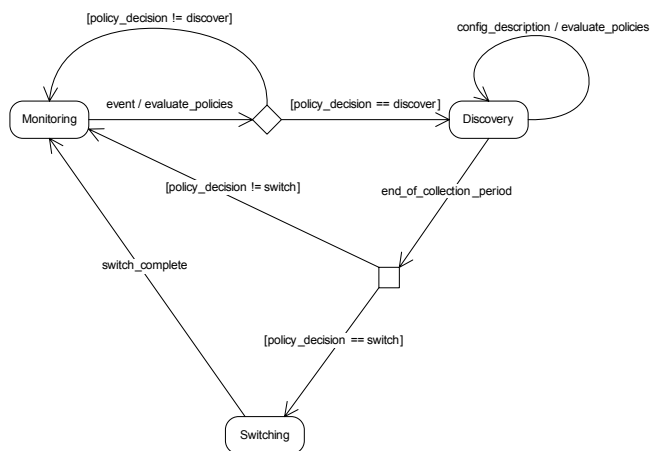 [policy_decision != discover]
config_description / evaluate_policies
event / evaluate_policies
[policy_decision == discover]
Monitoring
Discovery
[policy_decision != switch]
end_of_collection_period
switch_complete
[policy_decision == switch]
Switching